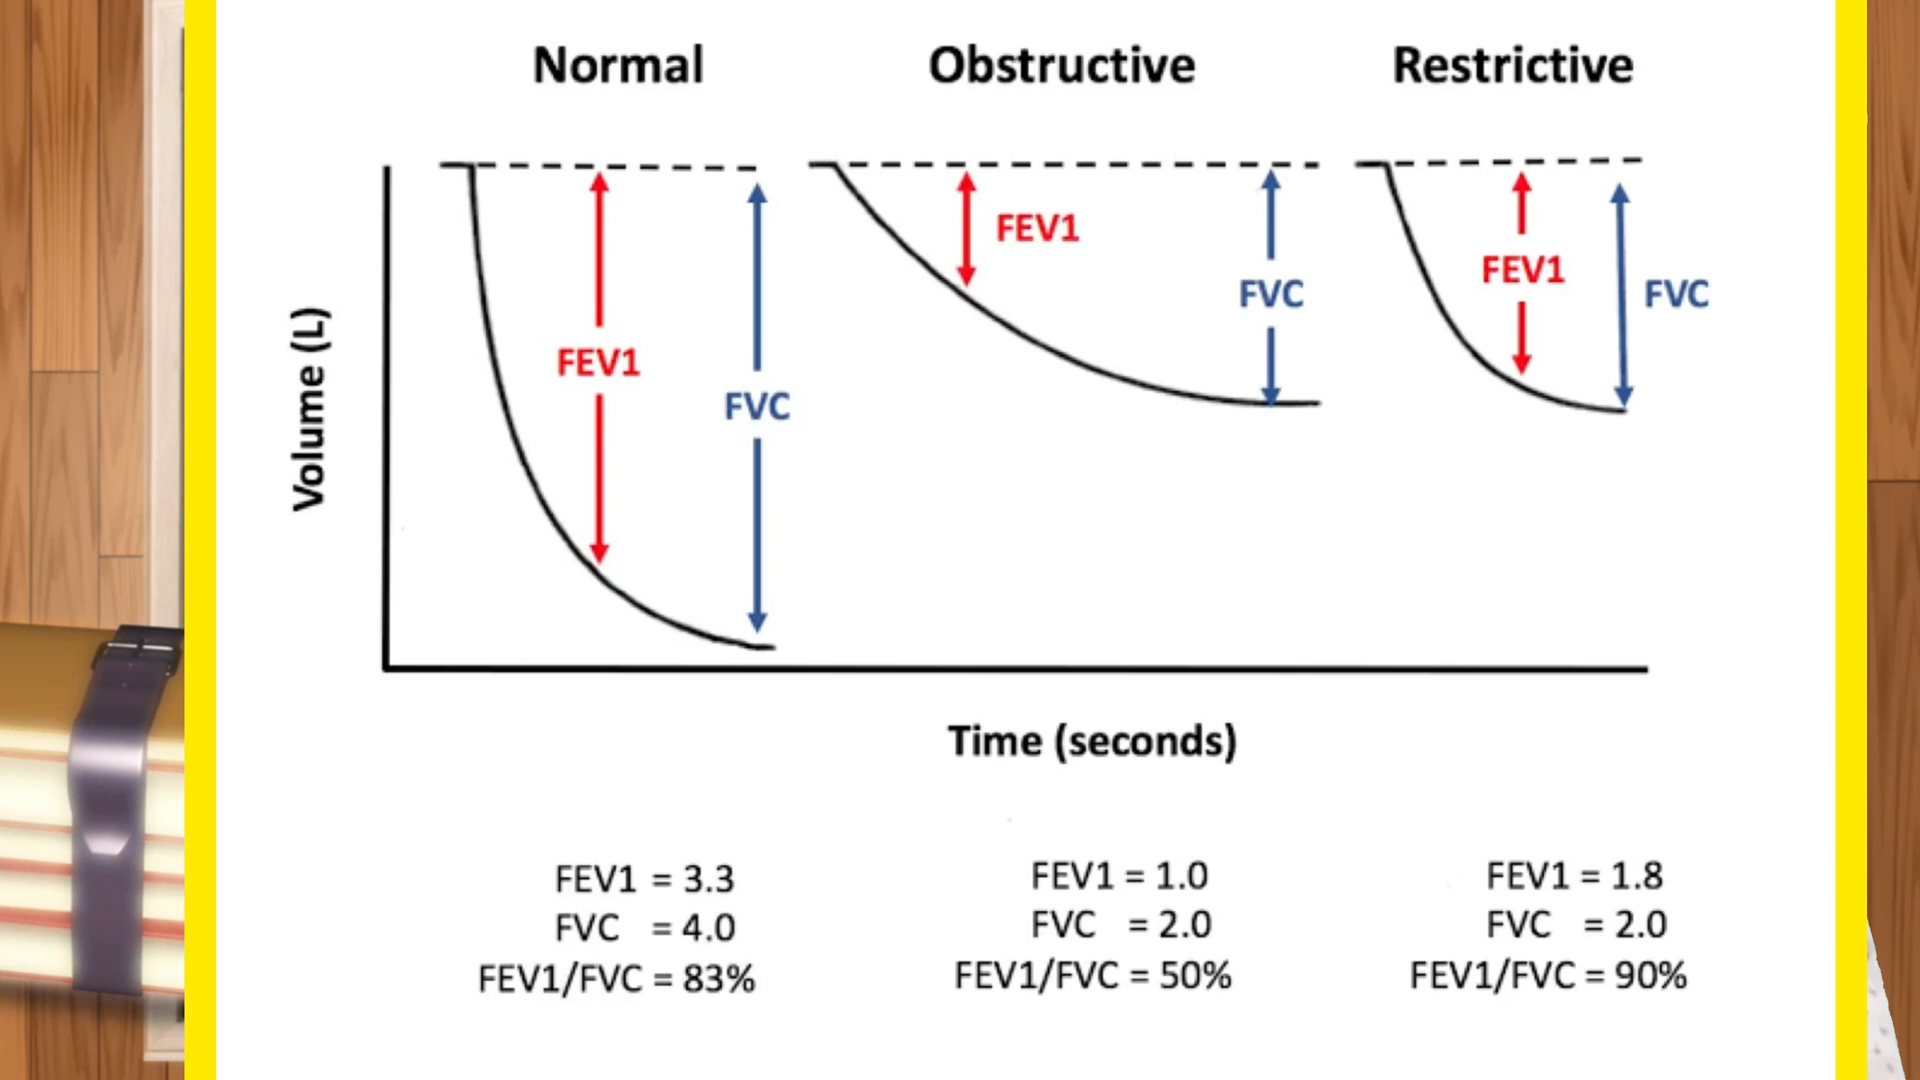 Normal
Obstructive
Restrictive
Volume (L)
FEV1
FVC
FEV1
FVC
FEV1
FVC
Time (seconds)
FEV1 = 3.3
FVC = 4.0
FEV1/FVC = 83%
FEV1 = 1.0
FVC = 2.0
FEV1/FVC = 50%
FEV1 = 1.8
FVC = 2.0
FEV1/FVC = 90%